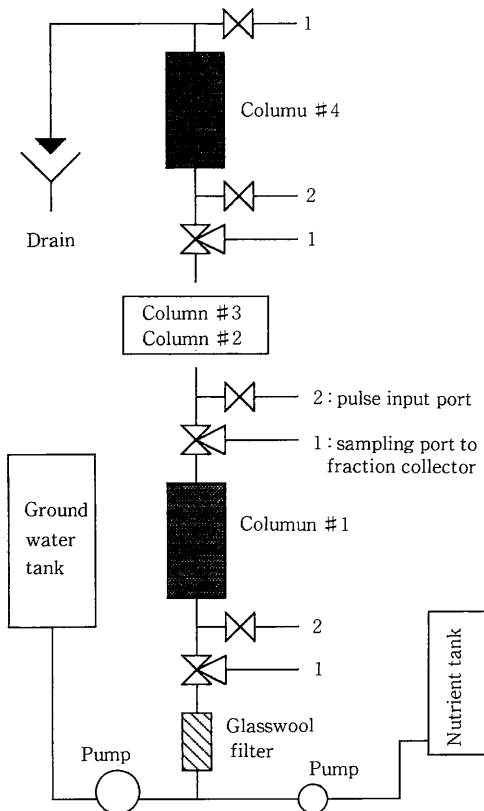 1
Columu #4
2
Drain
1
Column #3
Column #2
2 : pulse input port
1 : sampling port to
fraction collector
Ground
water
tank
Columun #1
2
1
Nutrient tank
Glasswool
filter
Pump
Pump